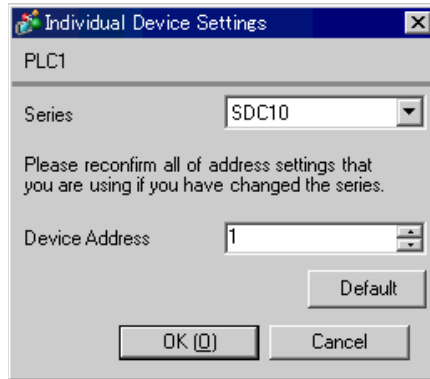 Individual Device Settings
PLC1
Series SDC10
Please reconfirm all of address settings that
you are using if you have changed the series.
Device Address 1
Default
OK (O) Cancel